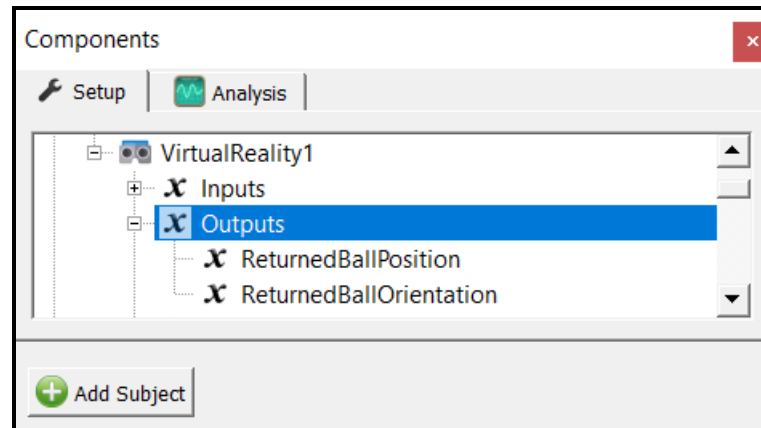 Components
Setup Analysis
VirtualReality1
x Inputs
x Outputs
x ReturnedBallPosition
x ReturnedBallOrientation
Add Subject